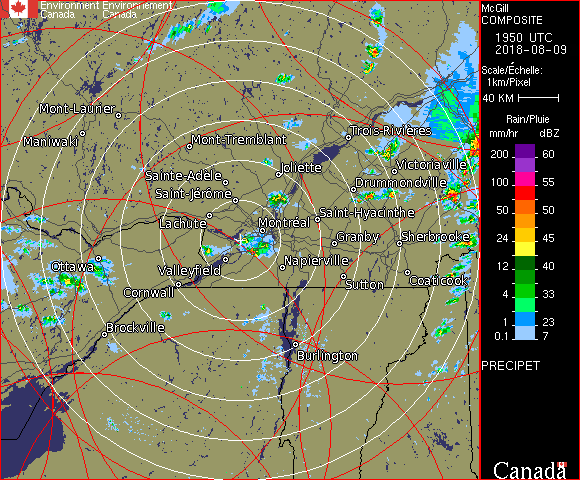 Environment Environnement
Canada Canada
McGill
COMPOSITE
1950 UTC
2018-08-09
Scale/Échelle:
1km/Pixel
40 KM
Rain/Pluie
mm/hr dBZ
200 60
100 55
50 50
24 45
12 40
4 33
1 23
0.1 7
PRECIPET
Canada
Mont-Laurier
Maniwaki
Mont-Tremblant
Trois-Rivières
Joliette
Victoriaville
Sainte-Adèle
Drummondville
Saint-Jérôme
Saint-Hyacinthe
Lachute
Montréal
Granby
Sherbrooke
Ottawa
Valleyfield
Napierville
Cornwall
Sutton
Coaticook
Brockville
Burlington